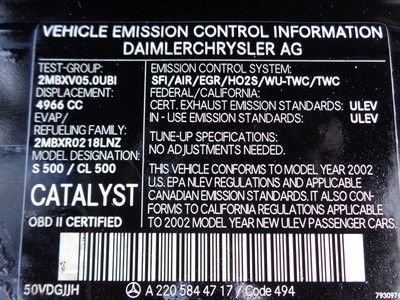 VEHICLE EMISSION CONTROL INFORMATION
DAIMLERCHRYSLER AG
TEST-GROUP:
2MBXV05.0UBI
DISPLACEMENT:
4966 CC
EVAP/
REFUELING FAMILY:
2MBXR0218LNZ
MODEL DESIGNATION:
S 500 / CL 500
CATALYST
OBD II CERTIFIED
EMISSION CONTROL SYSTEM:
SFI/AIR/EGR/HO2S/WU-TWC/TWC
FEDERAL/CALIFORNIA:
CERT. EXHAUST EMISSION STANDARDS: ULEV
IN - USE EMISSION STANDARDS: ULEV
TUNE-UP SPECIFICATIONS:
NO ADJUSTMENTS NEEDED.
THIS VEHICLE CONFORMS TO MODEL YEAR 2002
U.S.EPA NLEV REGULATIONS AND APPLICABLE
CANADIAN EMISSION STANDARDS. IT ALSO CON-
FORMS TO CALIFORNIA REGULATIONS APPLICABLE
TO 2002 MODEL YEAR NEW ULEV PASSENGER CARS.
50VDGJJH
A 220 584 47 17 / Code 494
793097